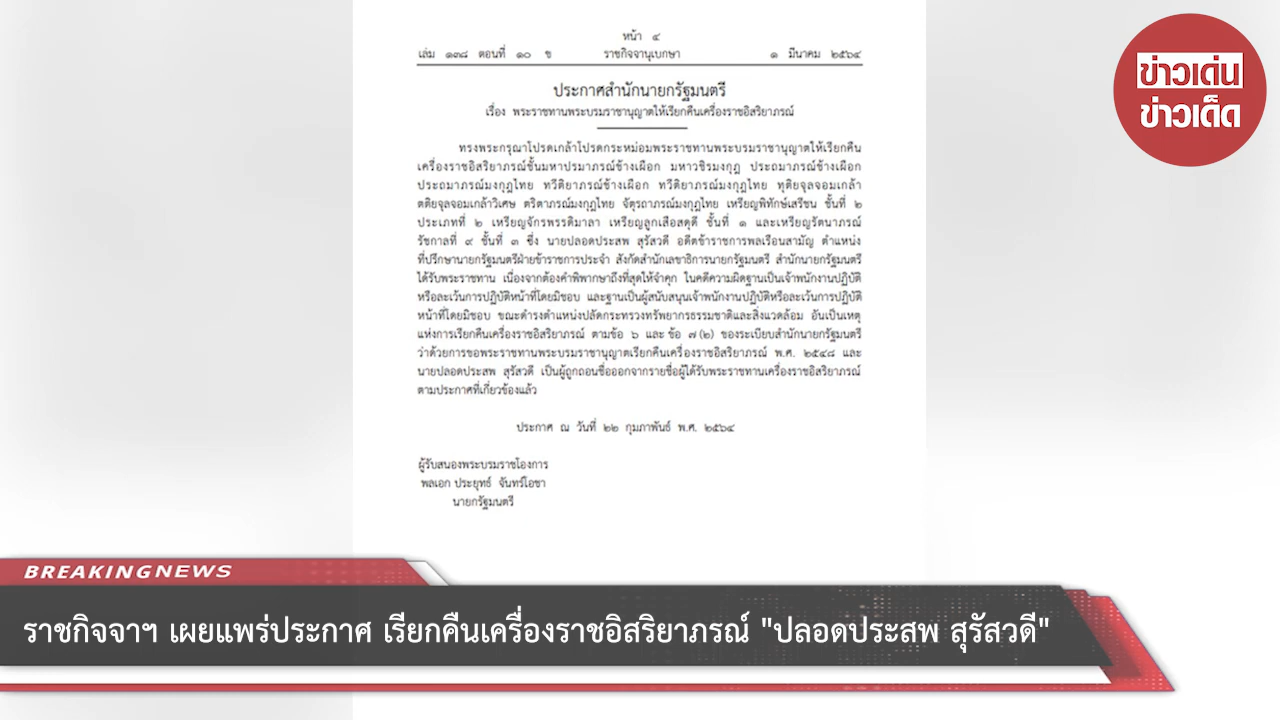 หน้า ๔
เล่ม ๑๓๘ ตอนที่ ๑๐ ข ราชกิจจานุเบกษา ๑ มีนาคม ๒๕๖๔
ประกาศสำนักนายกรัฐมนตรี
เรื่อง พระราชทานพระบรมราชานุญาตให้เรียกคืนเครื่องราชอิสริยาภรณ์
ทรงพระกรุณาโปรดเกล้าโปรดกระหม่อมพระราชทานพระบรมราชานุญาตให้เรียกคืน
เครื่องราชอิสริยาภรณ์ชั้นมหาปรมาภรณ์ช้างเผือก มหาวชิรมงกุฎ ประถมาภรณ์ช้างเผือก
ประถมาภรณ์มงกุฎไทย ทวีติยาภรณ์ช้างเผือก ทวีติยาภรณ์มงกุฎไทย ทุติยจุลจอมเกล้า
ตติยจุลจอมเกล้าวิเศษ ตริตาภรณ์มงกุฎไทย จัตุรถาภรณ์มงกุฎไทย เหรียญพิทักษ์เสรีชน ชั้นที่ ๒
ประเภทที่ ๒ เหรียญจักรพรรดิมาลา เหรียญลูกเสือสดุดี ชั้นที่ ๑ และเหรียญรัตนาภรณ์
รัชกาลที่ ๙ ชั้นที่ ๓ ซึ่ง นายปลอดประสพ สุรัสวดี อดีตข้าราชการพลเรือนสามัญ ตำแหน่ง
ที่ปรึกษานายกรัฐมนตรีฝ่ายข้าราชการประจำ สังกัดสำนักเลขาธิการนายกรัฐมนตรี สำนักนายกรัฐมนตรี
ได้รับพระราชทาน เนื่องจากต้องคำพิพากษาถึงที่สุดให้จำคุก ในคดีความผิดฐานเป็นเจ้าพนักงานปฏิบัติ
หรือละเว้นการปฏิบัติหน้าที่โดยมิชอบ และฐานเป็นผู้สนับสนุนเจ้าพนักงานปฏิบัติหรือละเว้นการปฏิบัติ
หน้าที่โดยมิชอบ ขณะดำรงตำแหน่งปลัดกระทรวงทรัพยากรธรรมชาติและสิ่งแวดล้อม อันเป็นเหตุ
แห่งการเรียกคืนเครื่องราชอิสริยาภรณ์ ตามข้อ ๖ และข้อ ๗ (๒) ของระเบียบสำนักนายกรัฐมนตรี
ว่าด้วยการขอพระราชทานพระบรมราชานุญาตเรียกคืนเครื่องราชอิสริยาภรณ์ พ.ศ. ๒๕๔๘ และ
นายปลอดประสพ สุรัสวดี เป็นผู้ถูกถอนชื่อออกจากรายชื่อผู้ได้รับพระราชทานเครื่องราชอิสริยาภรณ์
ตามประกาศที่เกี่ยวข้องแล้ว
ประกาศ ณ วันที่ ๒๒ กุมภาพันธ์ พ.ศ. ๒๕๖๔
ผู้รับสนองพระบรมราชโองการ
พลเอก ประยุทธ์ จันทร์โอชา
นายกรัฐมนตรี
ข่าวเด่น
ข่าวเด็ด
BREAKINGNEWS
ราชกิจจาฯ เผยแพร่ประกาศ เรียกคืนเครื่องราชอิสริยาภรณ์ "ปลอดประสพ สุรัสวดี"